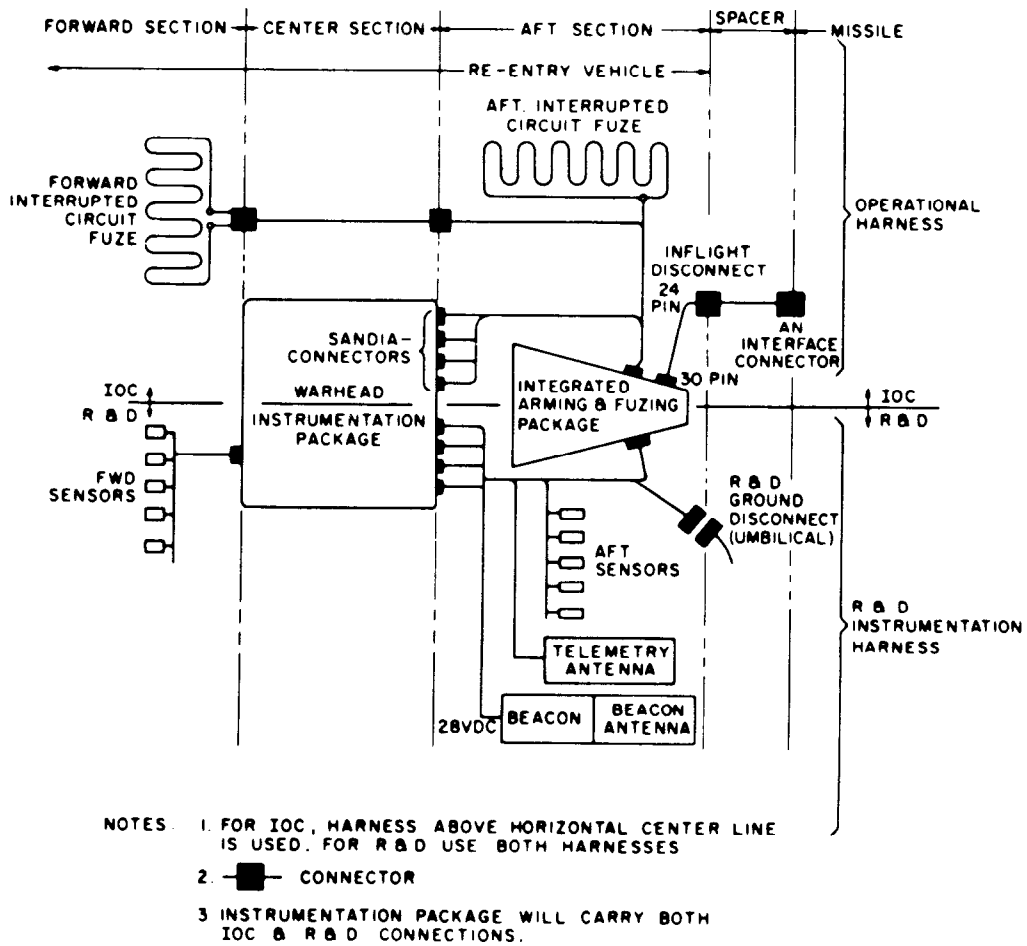 FORWARD SECTION
CENTER SECTION
AFT SECTION
SPACER
MISSILE
RE-ENTRY VEHICLE
AFT. INTERRUPTED
CIRCUIT FUZE
FORWARD
INTERRUPTED
CIRCUIT
FUZE
OPERATIONAL
HARNESS
INFLIGHT
DISCONNECT
24
PIN
AN
INTERFACE
CONNECTOR
SANDIA-
CONNECTORS
30 PIN
INTEGRATED
ARMING & FUZING
PACKAGE
WARHEAD
INSTRUMENTATION
PACKAGE
IOC
R & D
IOC
R & D
FWD
SENSORS
R & D
GROUND
DISCONNECT
(UMBILICAL)
AFT
SENSORS
R & D
INSTRUMENTATION
HARNESS
TELEMETRY
ANTENNA
28VDC
BEACON
BEACON
ANTENNA
NOTES. 1. FOR IOC, HARNESS ABOVE HORIZONTAL CENTER LINE
IS USED. FOR R & D USE BOTH HARNESSES
2. CONNECTOR
3 INSTRUMENTATION PACKAGE WILL CARRY BOTH
IOC & R & D CONNECTIONS.